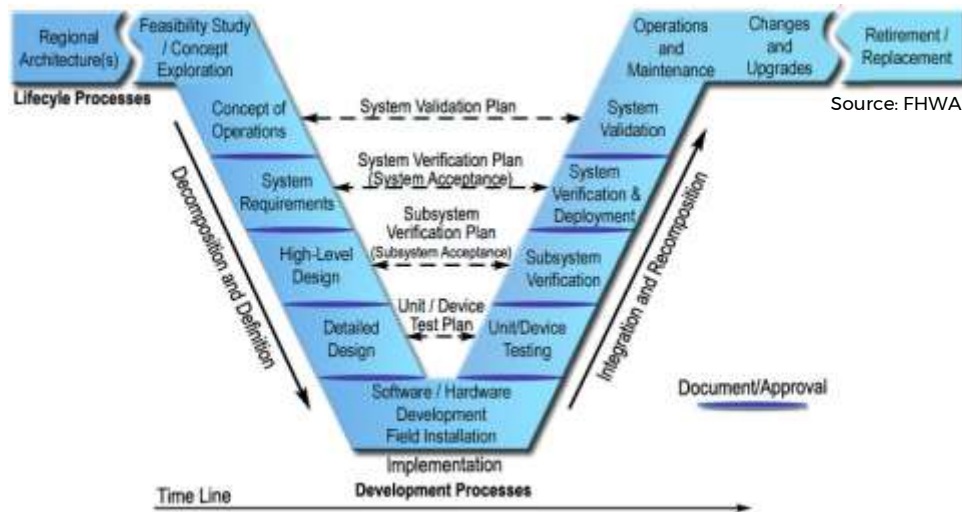 Regional
Architecture(s)
Feasibility Study
/ Concept
Exploration
Operations
and
Maintenance
Changes
and
Upgrades
Retirement /
Replacement
Lifecyle Processes
Source: FHWA
Concept of
Operations
System Validation Plan
System
Validation
System
Requirements
System Verification Plan
(System Acceptance)
System
Verification &
Deployment
High-Level
Design
Subsystem
Verification Plan
(Subsystem Acceptance)
Subsystem
Verification
Detailed
Design
Unit / Device
Test Plan
Unit/Device
Testing
Decomposition and Definition
Integration and Recomposition
Software / Hardware
Development
Field Installation
Document/Approval
Implementation
Development Processes
Time Line